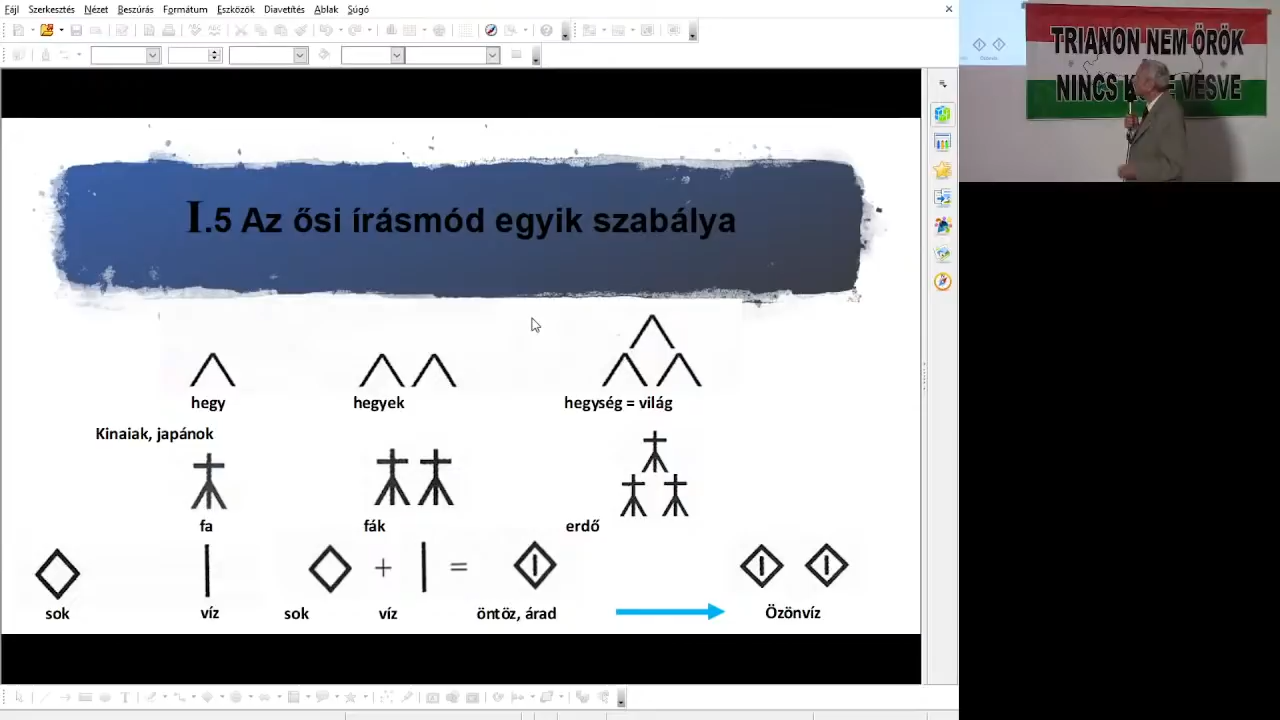 Fájl Szerkesztés Nézet Beszúrás Formátum Eszközök Diavetítés Ablak Súgó
I.5 Az ősi írásmód egyik szabálya
hegy hegyek hegység = világ
Kinaiak, japánok
fa fák erdő
+ =
sok víz sok víz öntöz, árad Özönvíz
TRIANON NEM ÖRÖK
NINCS VÉSVE